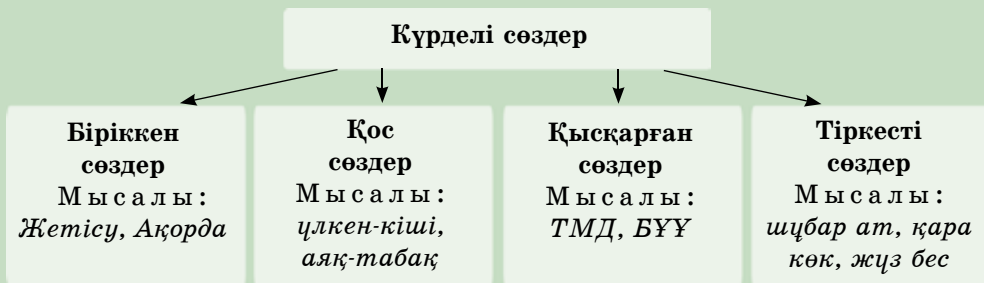 Күрделі сөздер
Біріккен
сөздер
Мысалы:
Жетісу, Ақорда
Қос
сөздер
Мысалы:
үлкен-кіші,
аяқ-табақ
Қысқарған
сөздер
Мысалы:
ТМД, БҰҰ
Тіркесті
сөздер
Мысалы:
шұбар ат, қара
көк, жүз бес